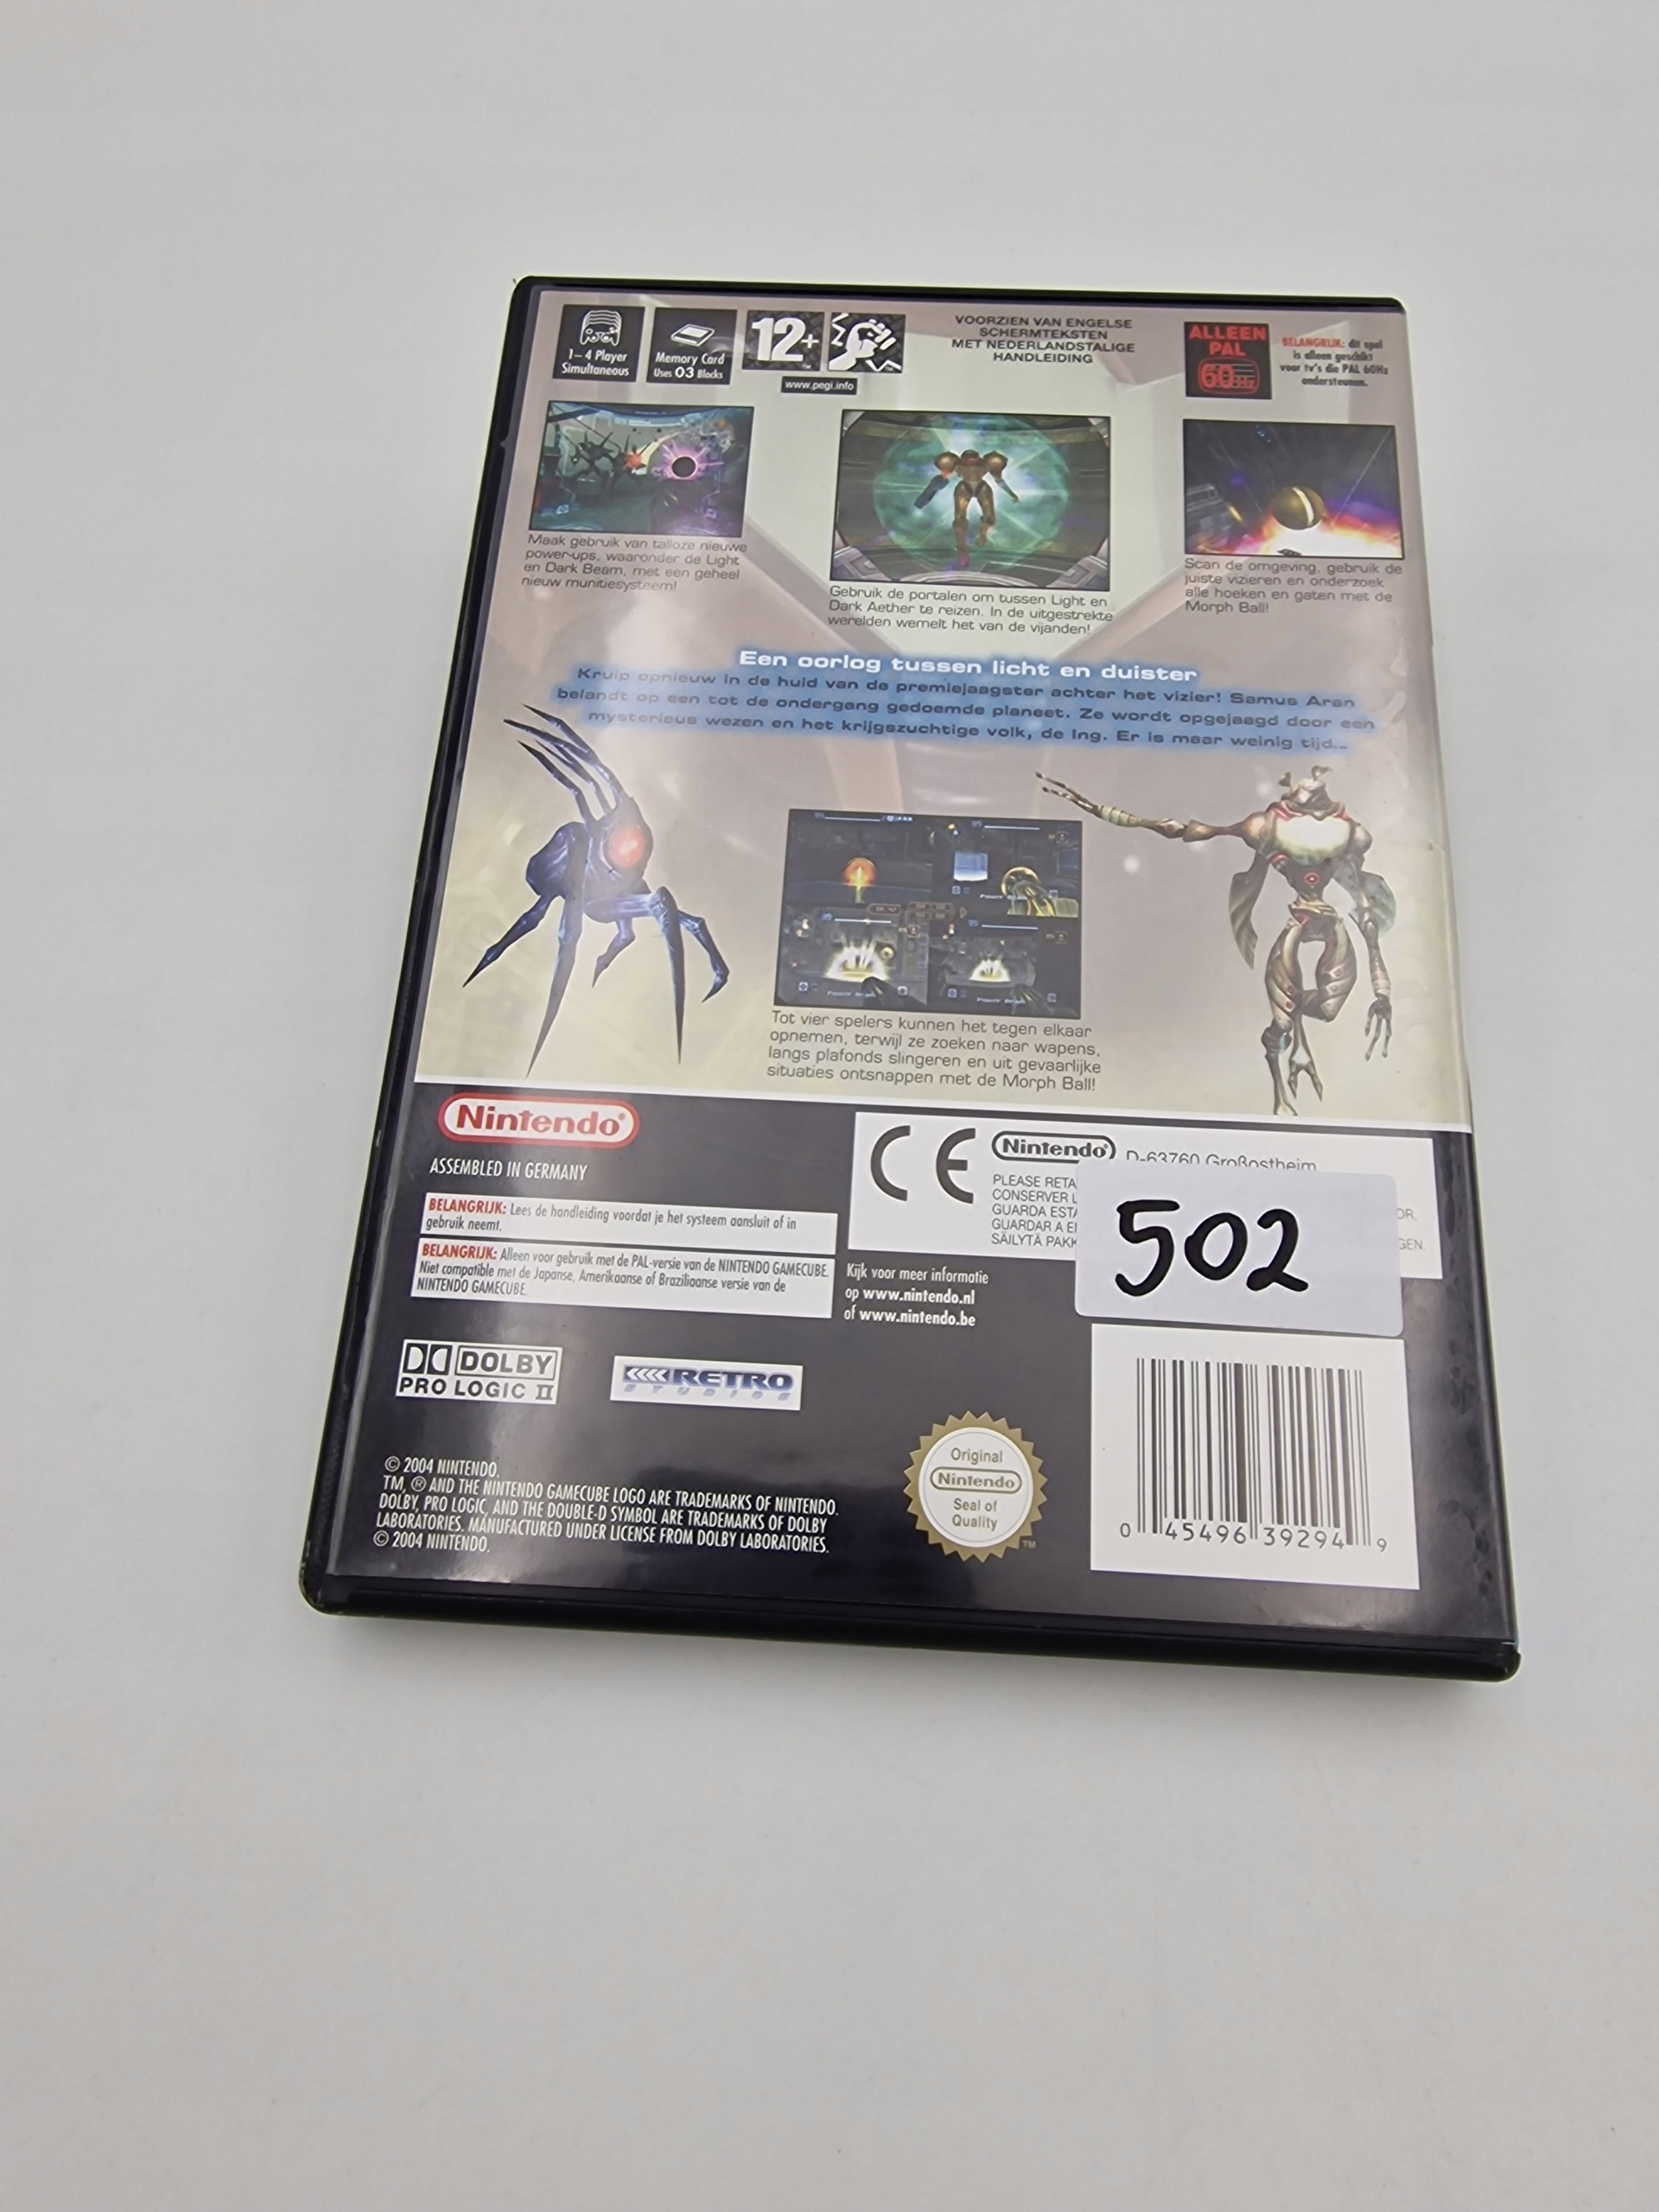 1-4 Player
Simultaneous
Memory Card
Uses 03 Blocks
12+
www.pegi.info
VOORZIEN VAN ENGELSE
SCHERMTEKSTEN
MET NEDERLANDSTALIGE
HANDLEIDING
ALLEEN
PAL
60Hz
BELANGRIJK: dit spel
is alleen geschikt
voor tv's die PAL 60Hz
ondersteunen.
Maak gebruik van talloze nieuwe
power-ups, waaronder de Light
en Dark Beam, met een geheel
nieuw munitiesysteem!
Gebruik de portalen om tussen Light en
Dark Aether te reizen. In de uitgestrekte
werelden wemelt het van de vijanden!
Scan de omgeving, gebruik de
juiste vizieren en onderzoek
alle hoeken en gaten met de
Morph Ball!
Een oorlog tussen licht en duister
Kruip opnieuw in de huid van de premiejaagster achter het vizier! Samus Aran
belandt op een tot de ondergang gedoemde planeet. Ze wordt opgejaagd door een
mysterieus wezen en het krijgszuchtige volk, de Ing. Er is maar weinig tijd...
Tot vier spelers kunnen het tegen elkaar
opnemen, terwijl ze zoeken naar wapens,
langs plafonds slingeren en uit gevaarlijke
situaties ontsnappen met de Morph Ball!
Nintendo®
ASSEMBLED IN GERMANY
BELANGRIJK: Lees de handleiding voordat je het systeem aansluit of in
gebruik neemt.
BELANGRIJK: Alleen voor gebruik met de PAL-versie van de NINTENDO GAMECUBE.
Niet compatible met de Japanse, Amerikaanse of Braziliaanse versie van de
NINTENDO GAMECUBE.
CE
Nintendo® D-63760 Großostheim
PLEASE RETA
CONSERVER L
GUARDA ESTA
GUARDAR A EI
SÄILYTÄ PAKK
OR,
GEN.
502
Kijk voor meer informatie
op www.nintendo.nl
of www.nintendo.be
DOLBY
PRO LOGIC II
RETRO
STUDIOS
© 2004 NINTENDO.
TM, ® AND THE NINTENDO GAMECUBE LOGO ARE TRADEMARKS OF NINTENDO.
DOLBY, PRO LOGIC, AND THE DOUBLE-D SYMBOL ARE TRADEMARKS OF DOLBY
LABORATORIES. MANUFACTURED UNDER LICENSE FROM DOLBY LABORATORIES.
© 2004 NINTENDO.
Original
Nintendo
Seal of
Quality
TM
0 45496 39294 9